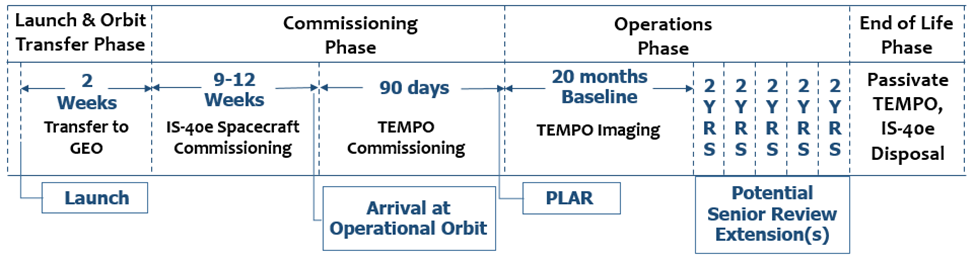 Launch & Orbit
Transfer Phase
Commissioning
Phase
Operations
Phase
End of Life
Phase
2
Weeks
Transfer to
GEO
9-12
Weeks
IS-40e Spacecraft
Commissioning
90 days
TEMPO
Commissioning
20 months
Baseline
TEMPO Imaging
2
Y
R
S
2
Y
R
S
2
Y
R
S
2
Y
R
S
2
Y
R
S
Passivate
TEMPO,
IS-40e
Disposal
Launch
Arrival at
Operational Orbit
PLAR
Potential
Senior Review
Extension(s)